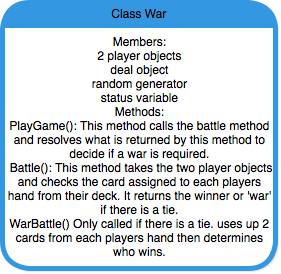 Class War
Members:
2 player objects
deal object
random generator
status variable
Methods:
PlayGame(): This method calls the battle method
and resolves what is returned by this method to
decide if a war is required.
Battle(): This method takes the two player objects
and checks the card assigned to each players
hand from their deck. It returns the winner or 'war'
if there is a tie.
WarBattle() Only called if there is a tie. uses up 2
cards from each players hand then determines
who wins.